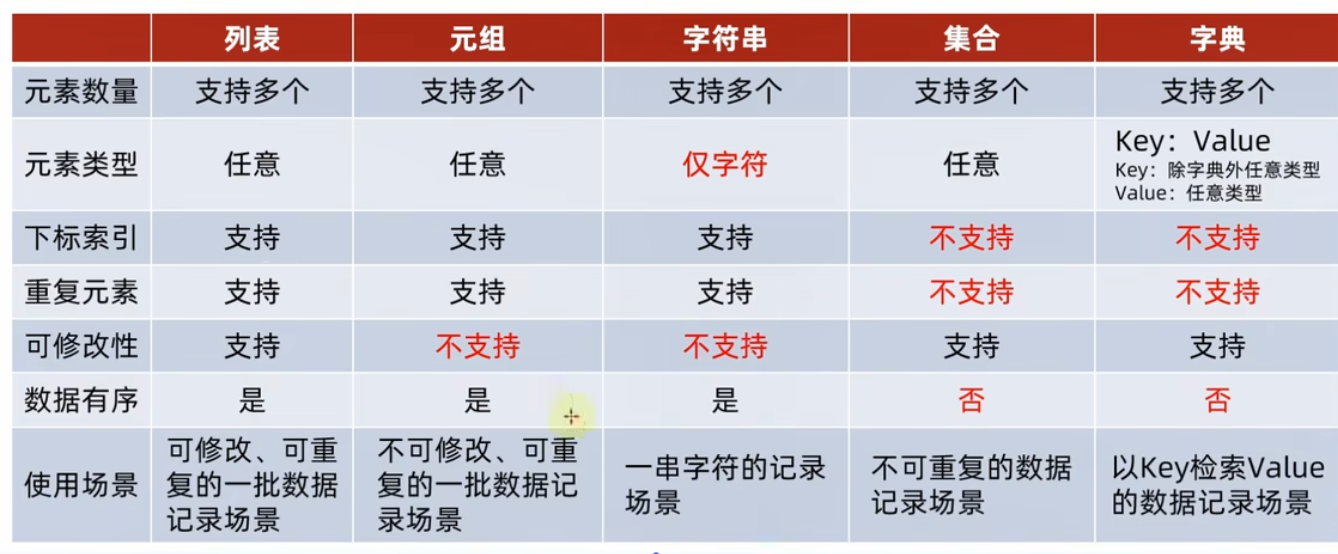 列表 元组 字符串 集合 字典
元素数量 支持多个 支持多个 支持多个 支持多个 支持多个
元素类型 任意 任意 仅字符 任意 Key：Value
Key：除字典外任意类型
Value：任意类型
下标索引 支持 支持 支持 不支持 不支持
重复元素 支持 支持 支持 不支持 不支持
可修改性 支持 不支持 不支持 支持 支持
数据有序 是 是 是 否 否
使用场景
可修改、可重
复的一批数据
记录场景
不可修改、可重
复的一批数据记
录场景
一串字符的记录
场景
不可重复的数据
记录场景
以Key检索Value
的数据记录场景